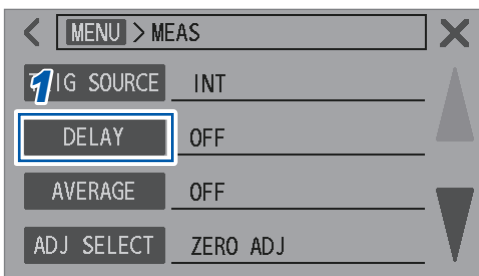 MENU > MEAS
1
IG SOURCE INT
DELAY OFF
AVERAGE OFF
ADJ SELECT ZERO ADJ